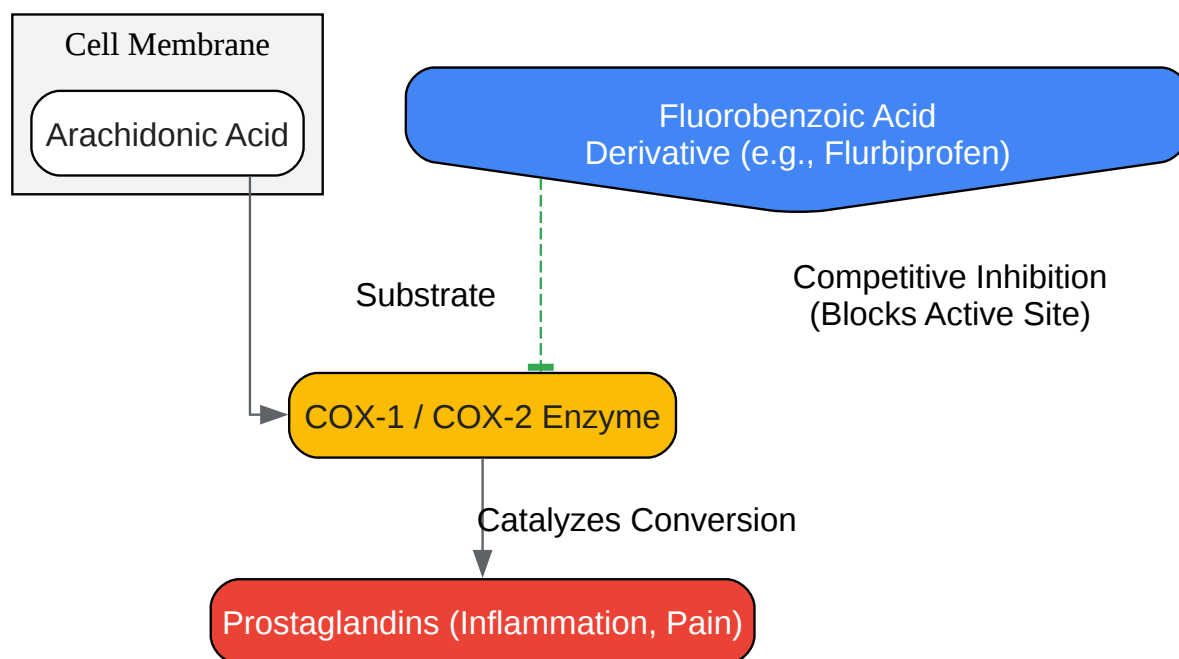 Cell Membrane
Arachidonic Acid
Fluorobenzoic Acid
Derivative (e.g., Flurbiprofen)
Substrate
Competitive Inhibition
(Blocks Active Site)
COX-1 / COX-2 Enzyme
Catalyzes Conversion
Prostaglandins (Inflammation, Pain)